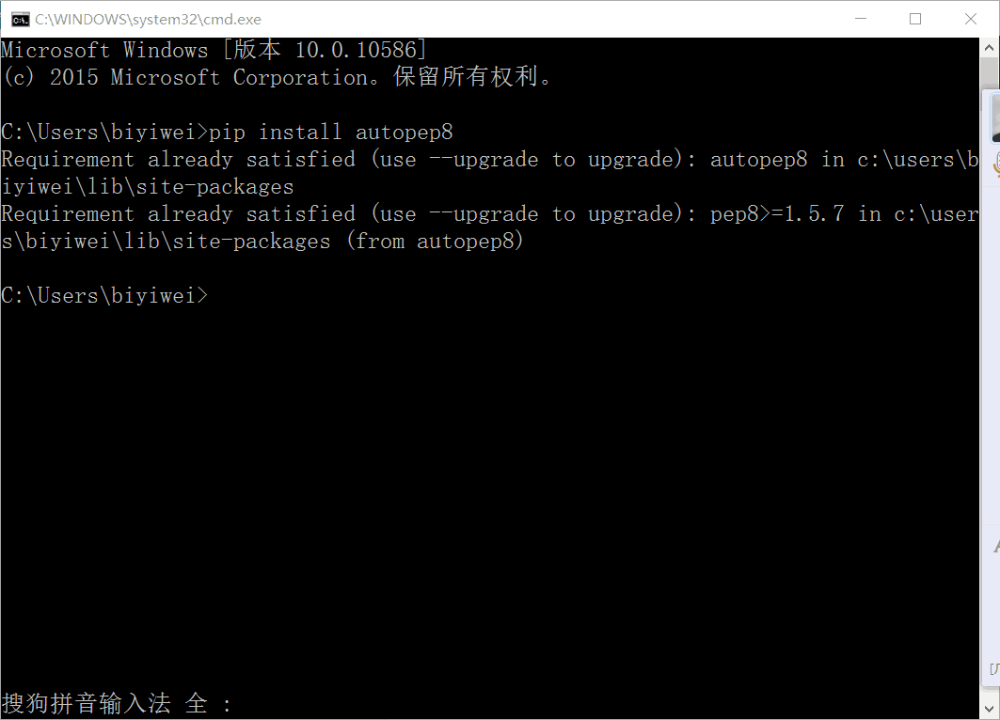 C:\WINDOWS\system32\cmd.exe
Microsoft Windows [版本 10.0.10586]
(c) 2015 Microsoft Corporation。保留所有权利。
C:\Users\biyiwei>pip install autopep8
Requirement already satisfied (use --upgrade to upgrade): autopep8 in c:\users\b
iyiwei\lib\site-packages
Requirement already satisfied (use --upgrade to upgrade): pep8>=1.5.7 in c:\user
s\biyiwei\lib\site-packages (from autopep8)
C:\Users\biyiwei>
搜狗拼音输入法 全 :